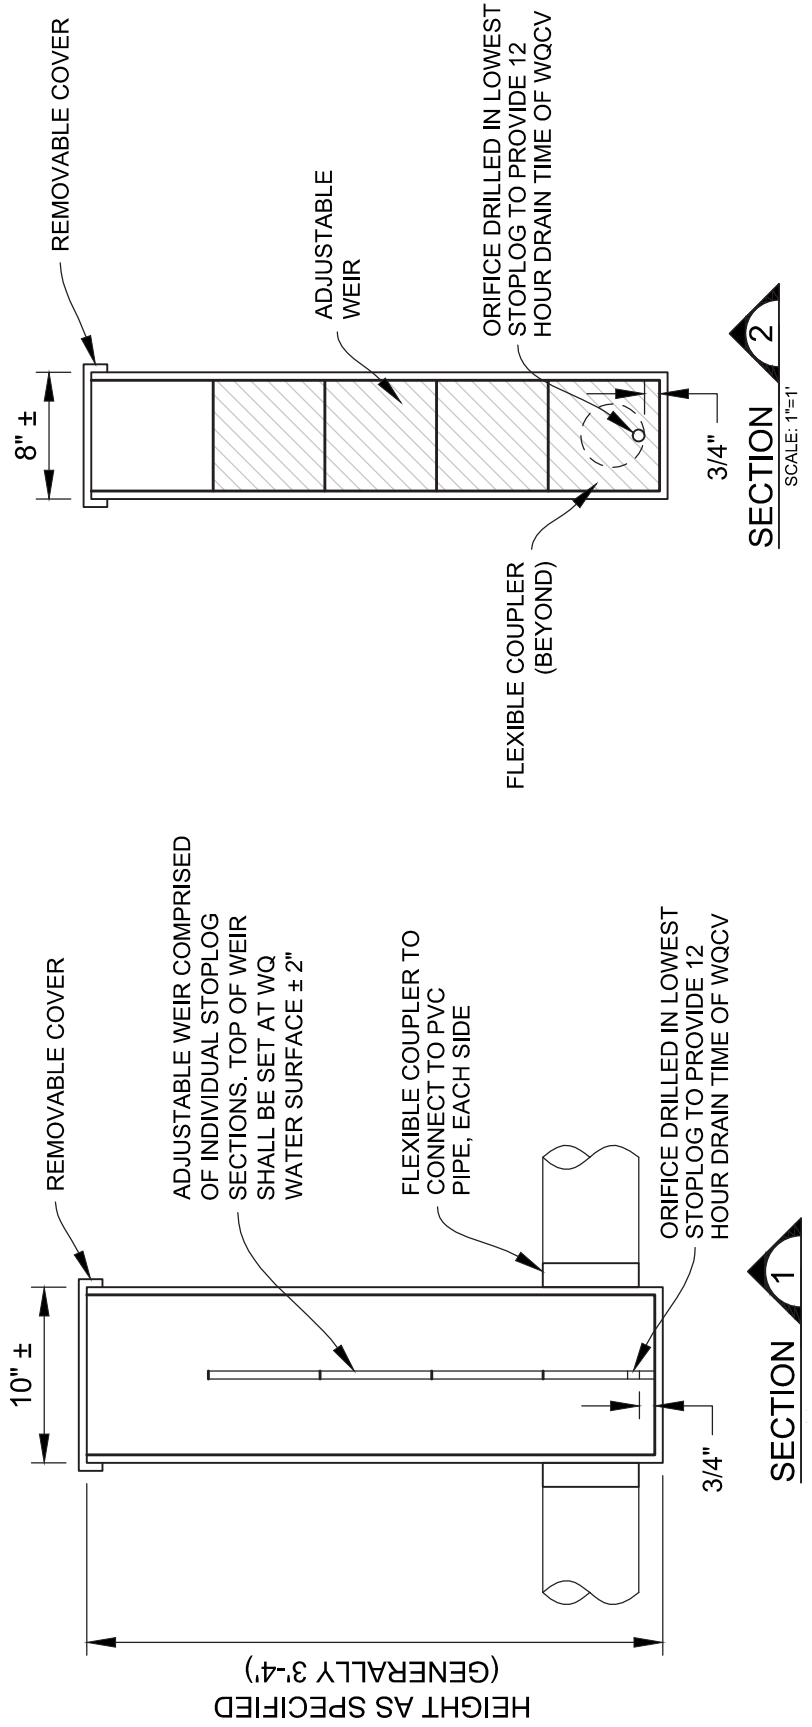 HEIGHT AS SPECIFIED
(GENERALLY 3'-4')
10" ±
REMOVABLE COVER
ADJUSTABLE WEIR COMPRISED
OF INDIVIDUAL STOPLOG
SECTIONS. TOP OF WEIR
SHALL BE SET AT WQ
WATER SURFACE ± 2"
FLEXIBLE COUPLER TO
CONNECT TO PVC
PIPE, EACH SIDE
ORIFICE DRILLED IN LOWEST
STOPLOG TO PROVIDE 12
HOUR DRAIN TIME OF WQCV
3/4"
SECTION
1
8" ±
REMOVABLE COVER
ADJUSTABLE
WEIR
ORIFICE DRILLED IN LOWEST
STOPLOG TO PROVIDE 12
HOUR DRAIN TIME OF WQCV
FLEXIBLE COUPLER
(BEYOND)
3/4"
SECTION
2
SCALE: 1"=1'